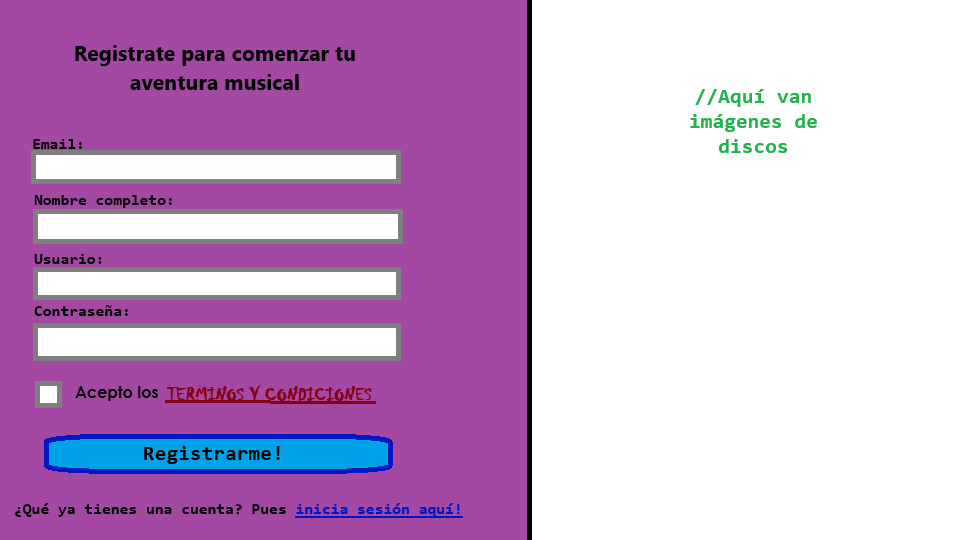 Registrate para comenzar tu
aventura musical
Email:
Nombre completo:
Usuario:
Contraseña:
Acepto los TERMINOS Y CONDICIONES
Registrarme!
¿Qué ya tienes una cuenta? Pues inicia sesión aquí!
//Aquí van
imágenes de
discos